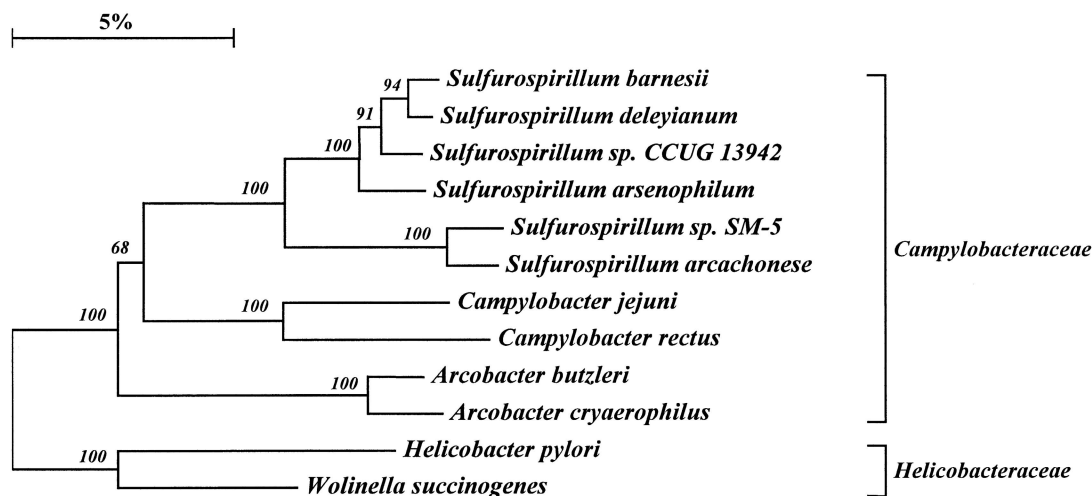 5%
94
Sulfurospirillum barnesii
91
Sulfurospirillum deleyianum
100
Sulfurospirillum sp. CCUG 13942
100
Sulfurospirillum arsenophilum
100
Sulfurospirillum sp. SM-5
68
Campylobacteraceae
Sulfurospirillum arcachonese
100
Campylobacter jejuni
100
Campylobacter rectus
100
Arcobacter butzleri
Arcobacter cryaerophilus
100
Helicobacter pylori
Helicobacteraceae
Wolinella succinogenes